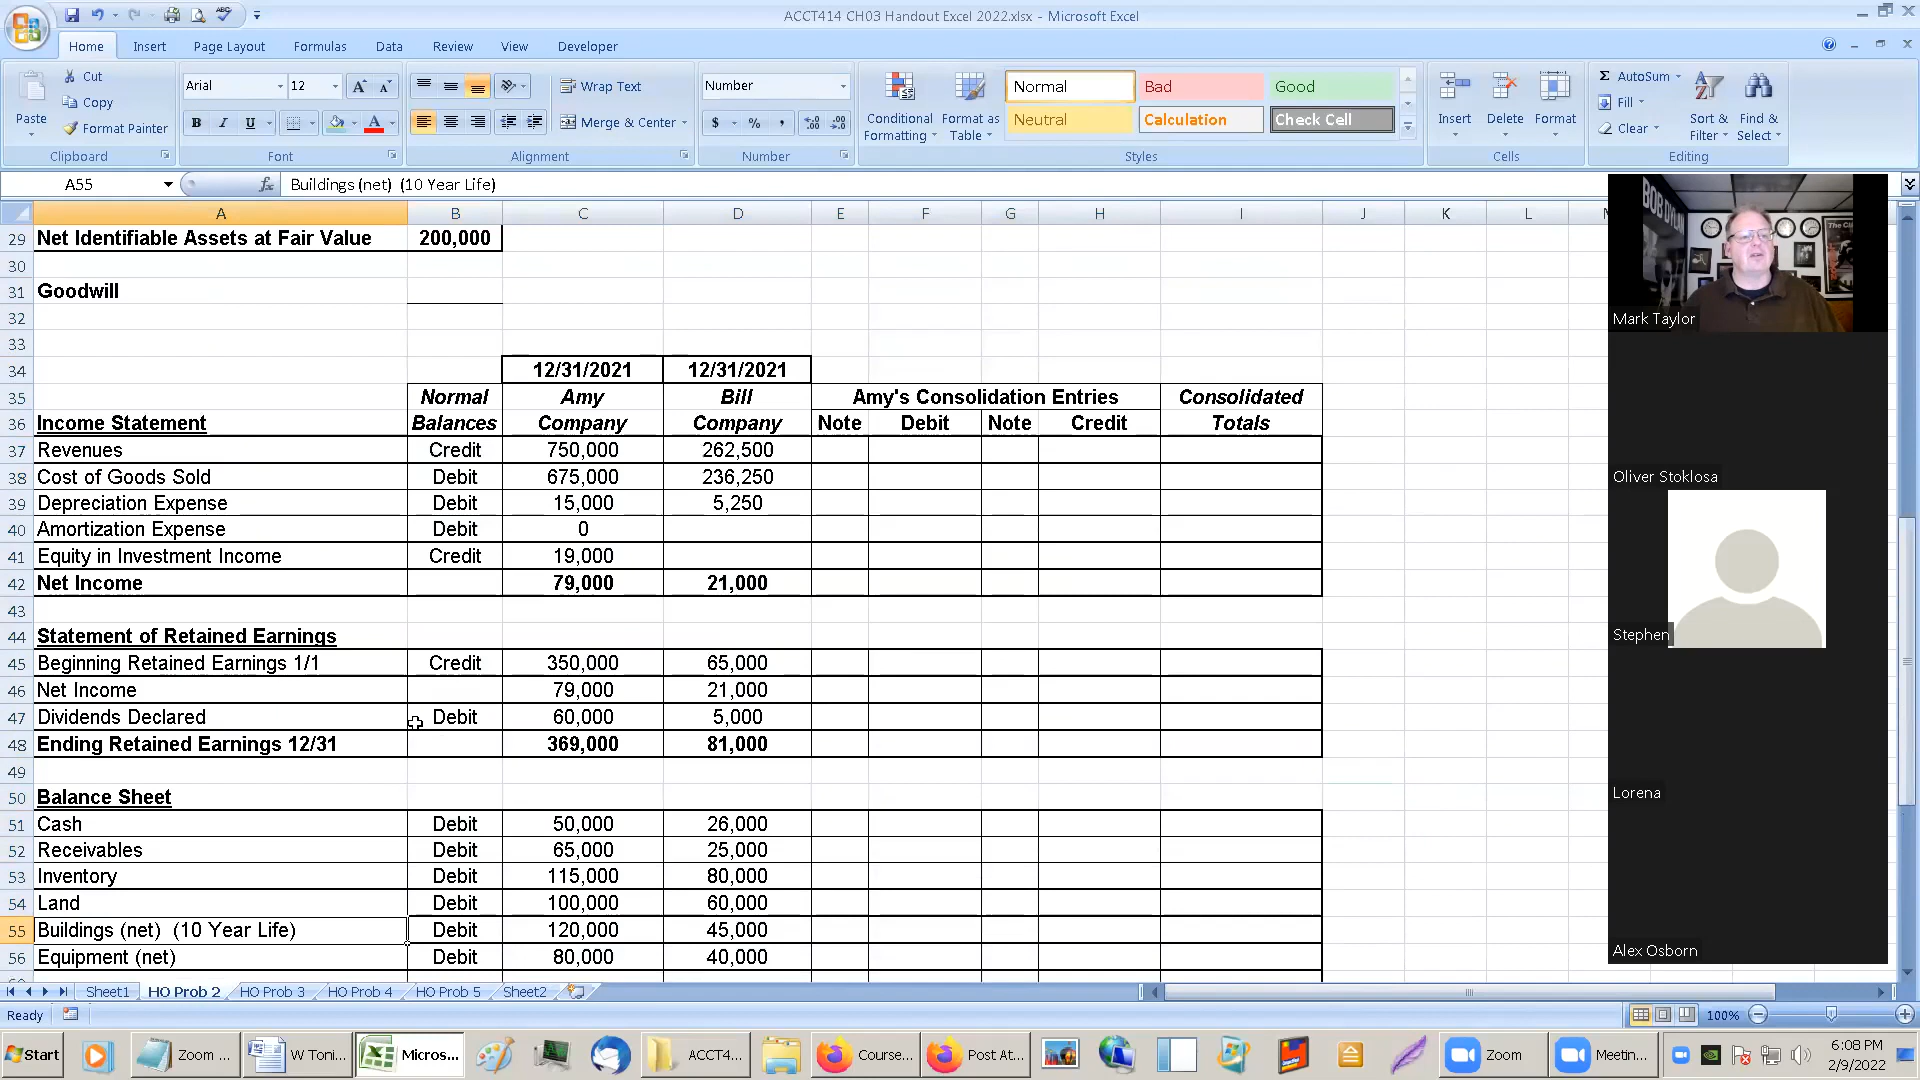 ACCT414 CH03 Handout Excel 2022.xlsx - Microsoft Excel
Home Insert Page Layout Formulas Data Review View Developer
Paste Cut Copy Format Painter Clipboard
Arial 12 B I U Font
Wrap Text Merge & Center Alignment
Number $ % , Number
Conditional Formatting Format as Table
Normal Bad Good
Neutral Calculation Check Cell
Styles
Insert Delete Format Cells
AutoSum Fill Clear Sort & Filter Find & Select Editing
A55 fx Buildings (net) (10 Year Life)
A B C D E F G H I J K L
29 Net Identifiable Assets at Fair Value 200,000
30
31 Goodwill
32
33
34 12/31/2021 12/31/2021
35 Normal Amy Bill Amy's Consolidation Entries Consolidated
36 Income Statement Balances Company Company Note Debit Note Credit Totals
37 Revenues Credit 750,000 262,500
38 Cost of Goods Sold Debit 675,000 236,250
39 Depreciation Expense Debit 15,000 5,250
40 Amortization Expense Debit 0
41 Equity in Investment Income Credit 19,000
42 Net Income 79,000 21,000
43
44 Statement of Retained Earnings
45 Beginning Retained Earnings 1/1 Credit 350,000 65,000
46 Net Income 79,000 21,000
47 Dividends Declared Debit 60,000 5,000
48 Ending Retained Earnings 12/31 369,000 81,000
49
50 Balance Sheet
51 Cash Debit 50,000 26,000
52 Receivables Debit 65,000 25,000
53 Inventory Debit 115,000 80,000
54 Land Debit 100,000 60,000
55 Buildings (net) (10 Year Life) Debit 120,000 45,000
56 Equipment (net) Debit 80,000 40,000
BOB DYLAN
Mark Taylor
Oliver Stoklosa
Stephen
Lorena
Alex Osborn
Sheet1 HO Prob 2 HO Prob 3 HO Prob 4 HO Prob 5 Sheet2
Ready 100%
Start Zoom ... W Toni... Micros... ACCT4... Course... Post At... Zoom Meetin...
6:08 PM
2/9/2022